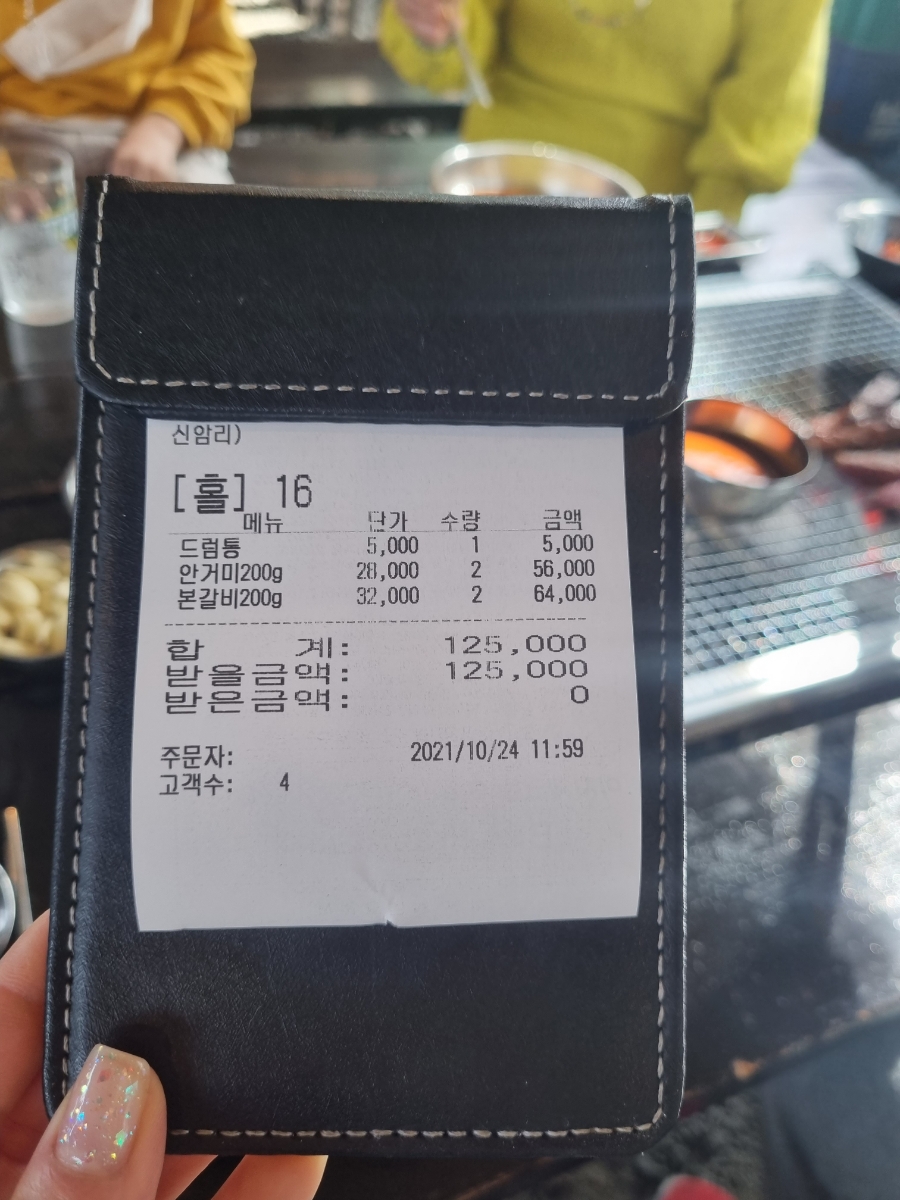 신암리)
[홀] 16
메뉴 단가 수량 금액
드럼통 5,000 1 5,000
안거미200g 28,000 2 56,000
본갈비200g 32,000 2 64,000
합 계: 125,000
받을금액: 125,000
받은금액: 0
주문자: 2021/10/24 11:59
고객수: 4